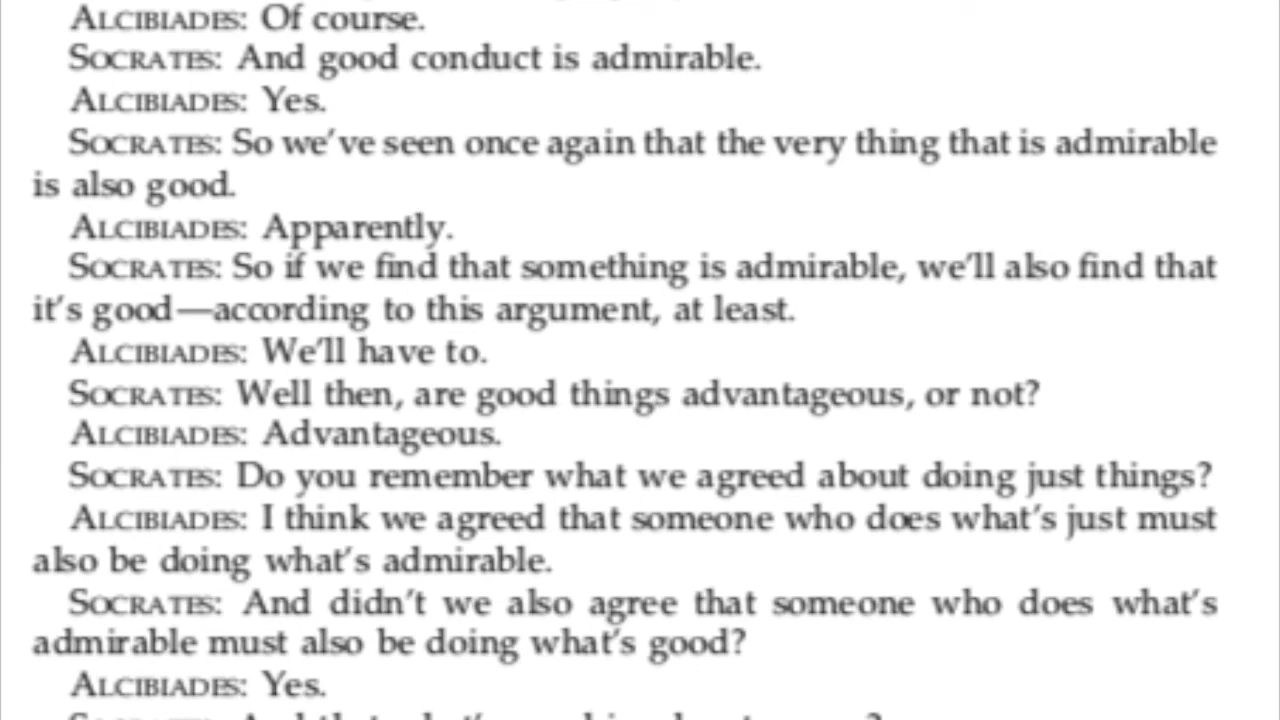 ALCIBIADES: Of course.
SOCRATES: And good conduct is admirable.
ALCIBIADES: Yes.
SOCRATES: So we've seen once again that the very thing that is admirable
is also good.
ALCIBIADES: Apparently.
SOCRATES: So if we find that something is admirable, we'll also find that
it's good—according to this argument, at least.
ALCIBIADES: We'll have to.
SOCRATES: Well then, are good things advantageous, or not?
ALCIBIADES: Advantageous.
SOCRATES: Do you remember what we agreed about doing just things?
ALCIBIADES: I think we agreed that someone who does what's just must
also be doing what's admirable.
SOCRATES: And didn't we also agree that someone who does what's
admirable must also be doing what's good?
ALCIBIADES: Yes.